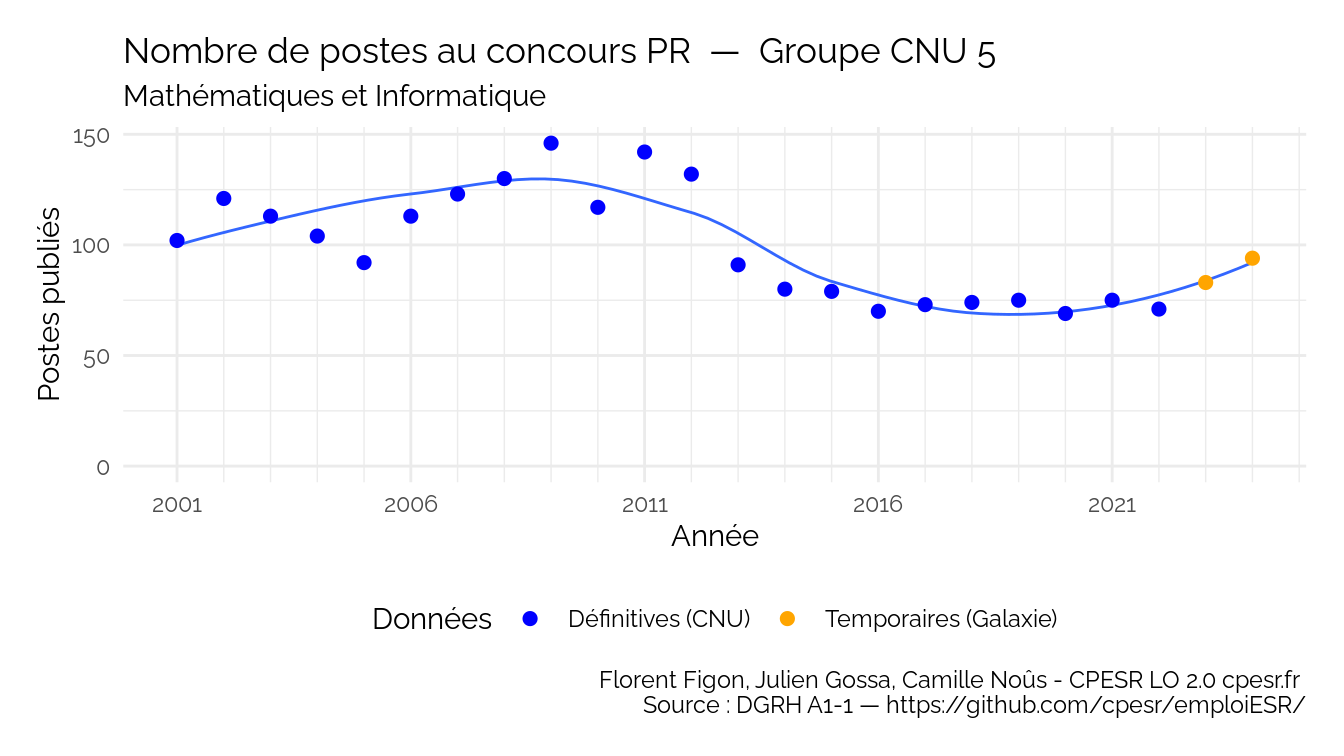 Nombre de postes au concours PR — Groupe CNU 5
Mathématiques et Informatique
150
100
50
0
Postes publiés
2001 2006 2011 2016 2021
Année
Données Définitives (CNU) Temporaires (Galaxie)
Florent Figon, Julien Gossa, Camille Noûs - CPESR LO 2.0 cpesr.fr
Source : DGRH A1-1 — https://github.com/cpesr/emploiESR/